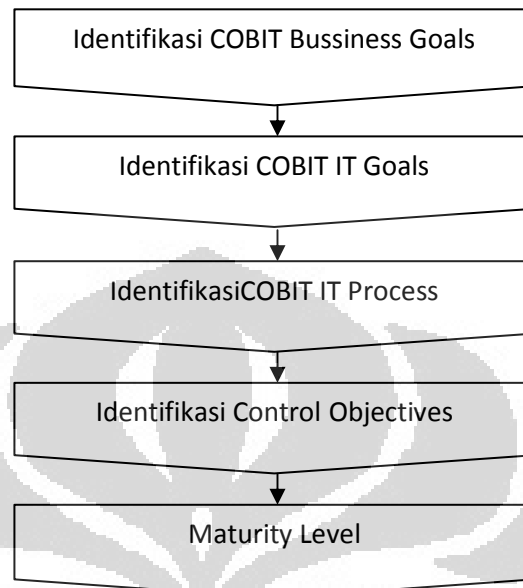 Identifikasi COBIT Bussiness Goals
Identifikasi COBIT IT Goals
IdentifikasiCOBIT IT Process
Identifikasi Control Objectives
Maturity Level